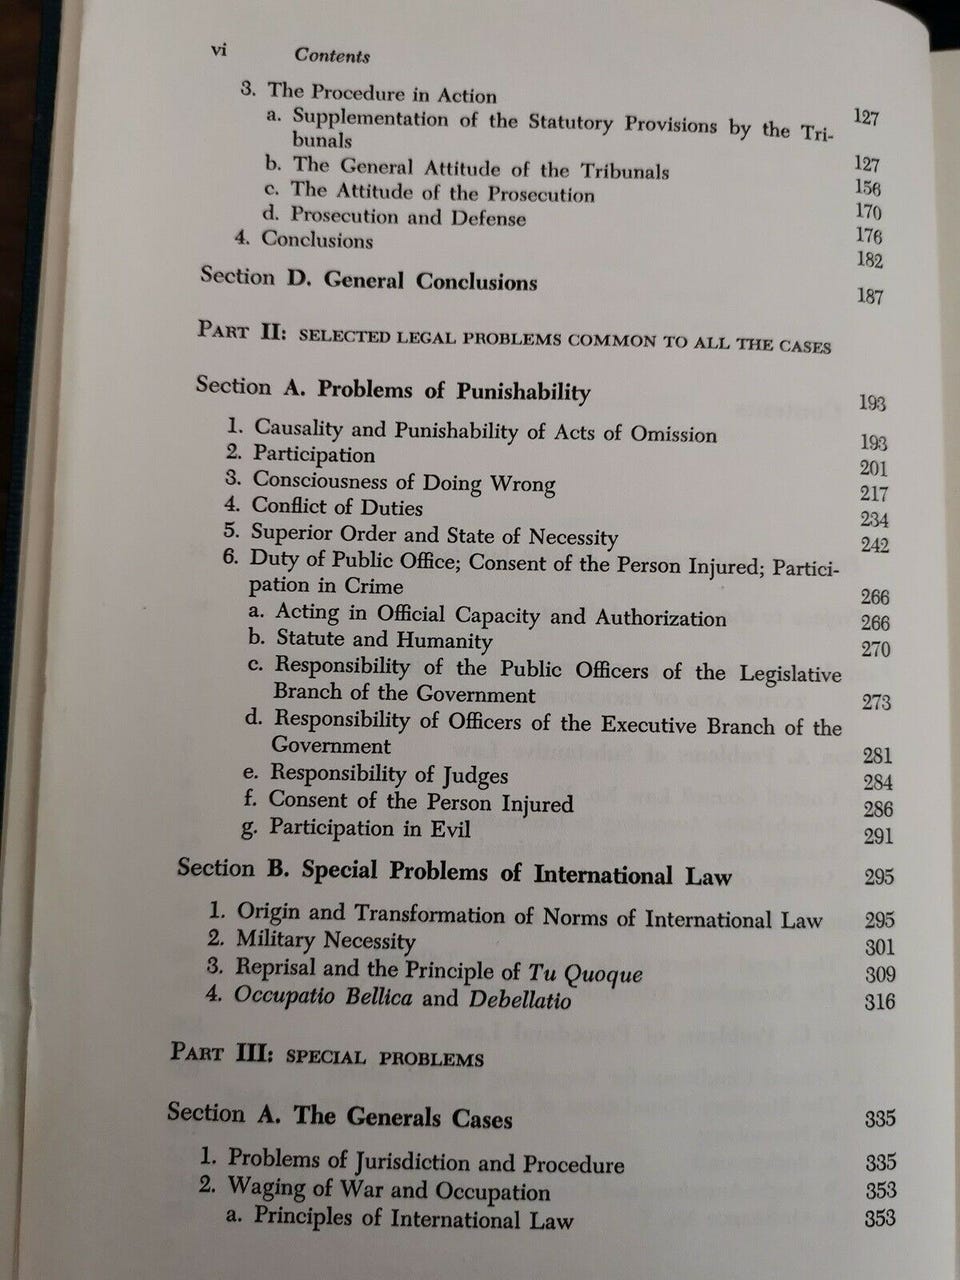 vi Contents
3. The Procedure in Action 127
a. Supplementation of the Statutory Provisions by the Tri-
bunals 127
b. The General Attitude of the Tribunals 156
c. The Attitude of the Prosecution 170
d. Prosecution and Defense 176
4. Conclusions 182
Section D. General Conclusions 187
PART II: SELECTED LEGAL PROBLEMS COMMON TO ALL THE CASES
Section A. Problems of Punishability 193
1. Causality and Punishability of Acts of Omission 193
2. Participation 201
3. Consciousness of Doing Wrong 217
4. Conflict of Duties 234
5. Superior Order and State of Necessity 242
6. Duty of Public Office; Consent of the Person Injured; Partici-
pation in Crime 266
a. Acting in Official Capacity and Authorization 266
b. Statute and Humanity 270
c. Responsibility of the Public Officers of the Legislative
Branch of the Government 273
d. Responsibility of Officers of the Executive Branch of the
Government 281
e. Responsibility of Judges 284
f. Consent of the Person Injured 286
g. Participation in Evil 291
Section B. Special Problems of International Law 295
1. Origin and Transformation of Norms of International Law 295
2. Military Necessity 301
3. Reprisal and the Principle of Tu Quoque 309
4. Occupatio Bellica and Debellatio 316
PART III: SPECIAL PROBLEMS
Section A. The Generals Cases 335
1. Problems of Jurisdiction and Procedure 335
2. Waging of War and Occupation 353
a. Principles of International Law 353